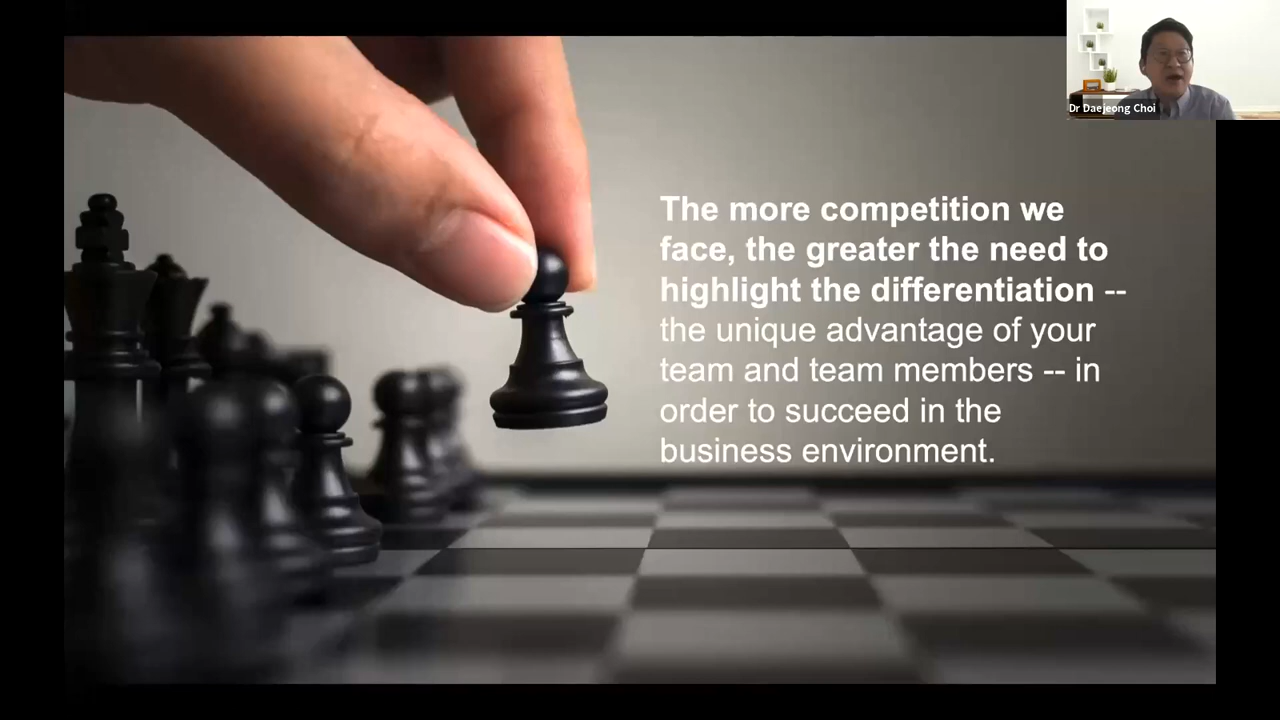 Dr Daejeong Choi
The more competition we
face, the greater the need to
highlight the differentiation --
the unique advantage of your
team and team members -- in
order to succeed in the
business environment.